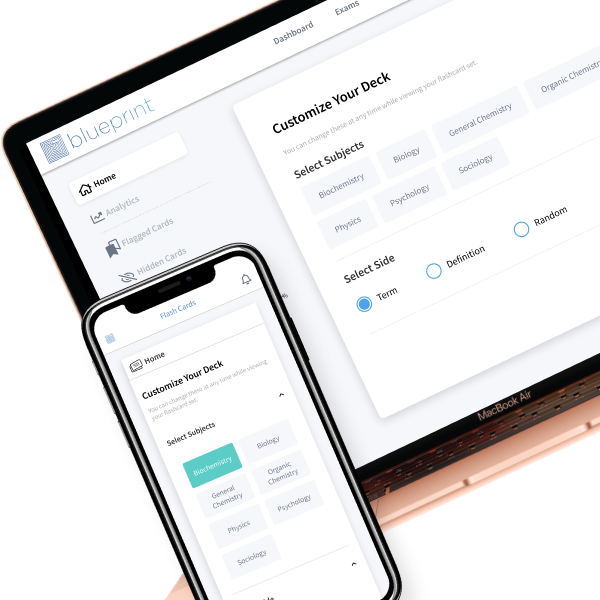 Dashboard
Exams
blueprint
Home
Analytics
Flagged Cards
Hidden Cards
Customize Your Deck
You can change these at any time while viewing your flashcard set.
Select Subjects
Biochemistry
Biology
General Chemistry
Organic Chemistry
Physics
Psychology
Sociology
Select Side
Term
Definition
Random
MacBook Air
Flash Cards
Home
Customize Your Deck
You can change these at any time while viewing
your flashcard set.
Select Subjects
Biochemistry
Biology
General
Chemistry
Organic
Chemistry
Physics
Psychology
Sociology